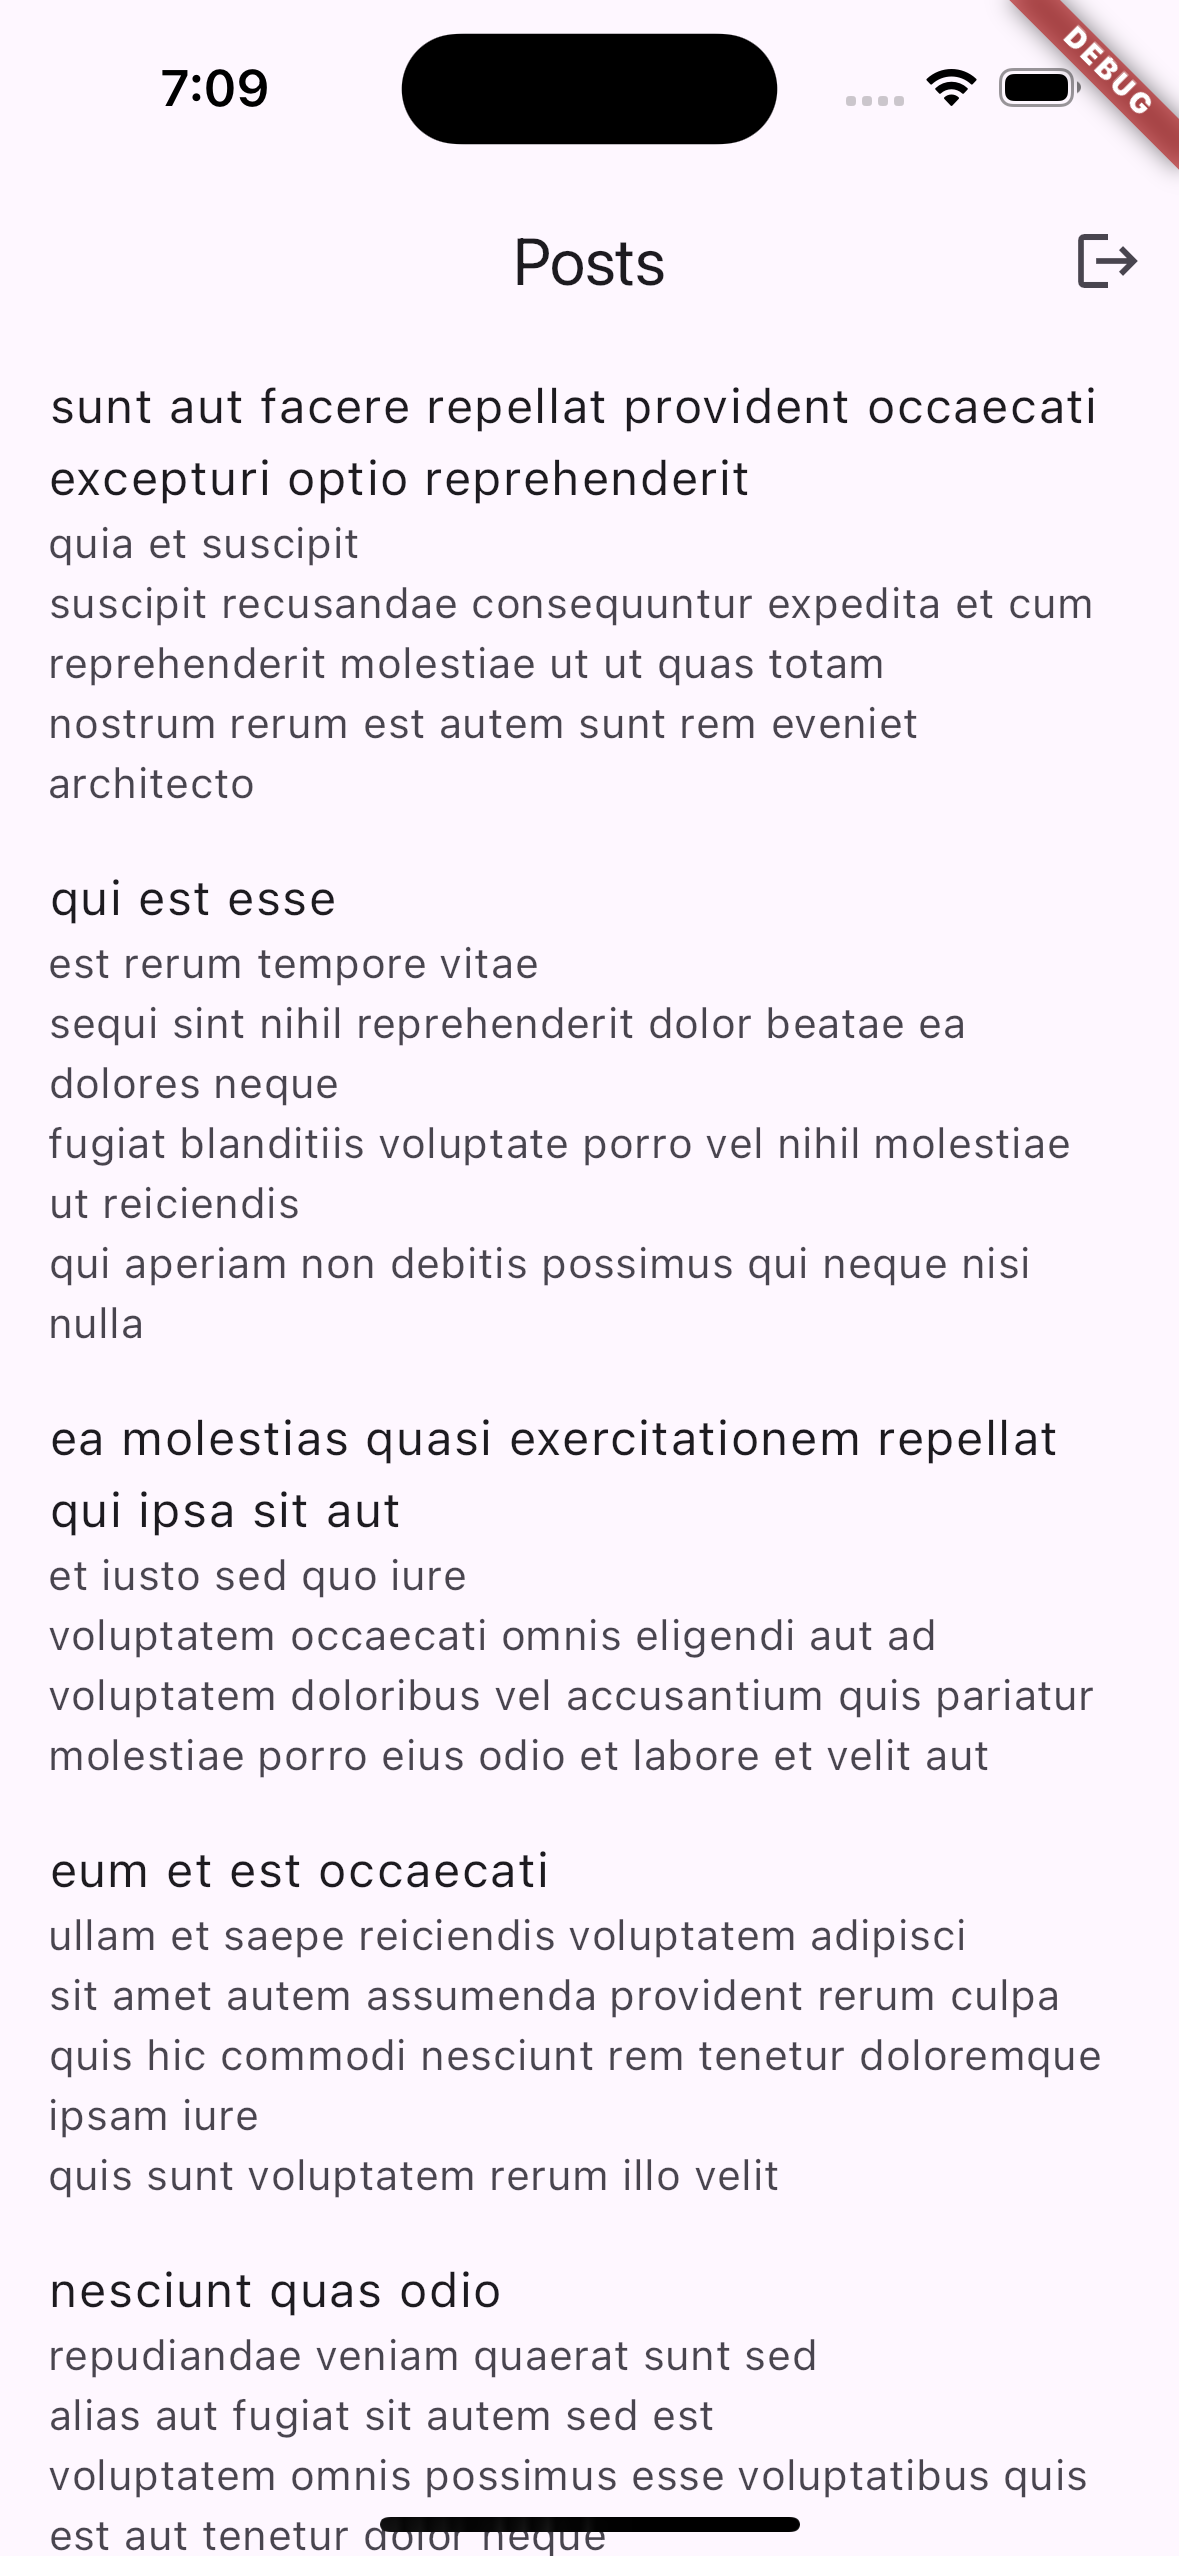 7:09
DEBUG
Posts
sunt aut facere repellat provident occaecati
excepturi optio reprehenderit
quia et suscipit
suscipit recusandae consequuntur expedita et cum
reprehenderit molestiae ut ut quas totam
nostrum rerum est autem sunt rem eveniet
architecto
qui est esse
est rerum tempore vitae
sequi sint nihil reprehenderit dolor beatae ea
dolores neque
fugiat blanditiis voluptate porro vel nihil molestiae
ut reiciendis
qui aperiam non debitis possimus qui neque nisi
nulla
ea molestias quasi exercitationem repellat
qui ipsa sit aut
et iusto sed quo iure
voluptatem occaecati omnis eligendi aut ad
voluptatem doloribus vel accusantium quis pariatur
molestiae porro eius odio et labore et velit aut
eum et est occaecati
ullam et saepe reiciendis voluptatem adipisci
sit amet autem assumenda provident rerum culpa
quis hic commodi nesciunt rem tenetur doloremque
ipsam iure
quis sunt voluptatem rerum illo velit
nesciunt quas odio
repudiandae veniam quaerat sunt sed
alias aut fugiat sit autem sed est
voluptatem omnis possimus esse voluptatibus quis
est aut tenetur dolor neque